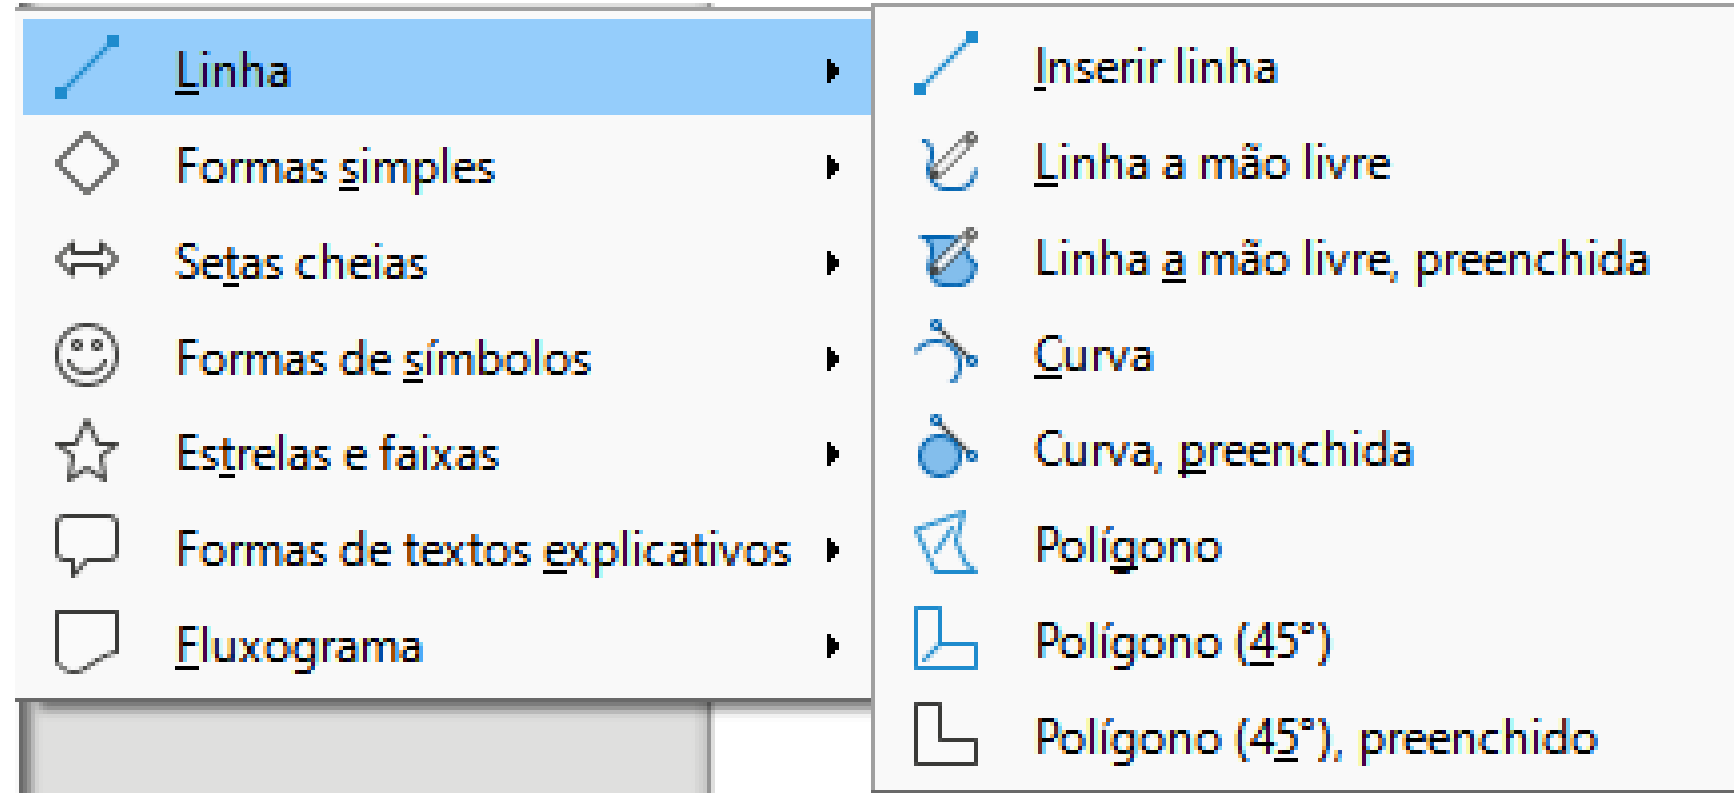 Linha
Formas simples
Setas cheias
Formas de símbolos
Estrelas e faixas
Formas de textos explicativos
Fluxograma
Inserir linha
Linha a mão livre
Linha a mão livre, preenchida
Curva
Curva, preenchida
Polígono
Polígono (45°)
Polígono (45°), preenchido